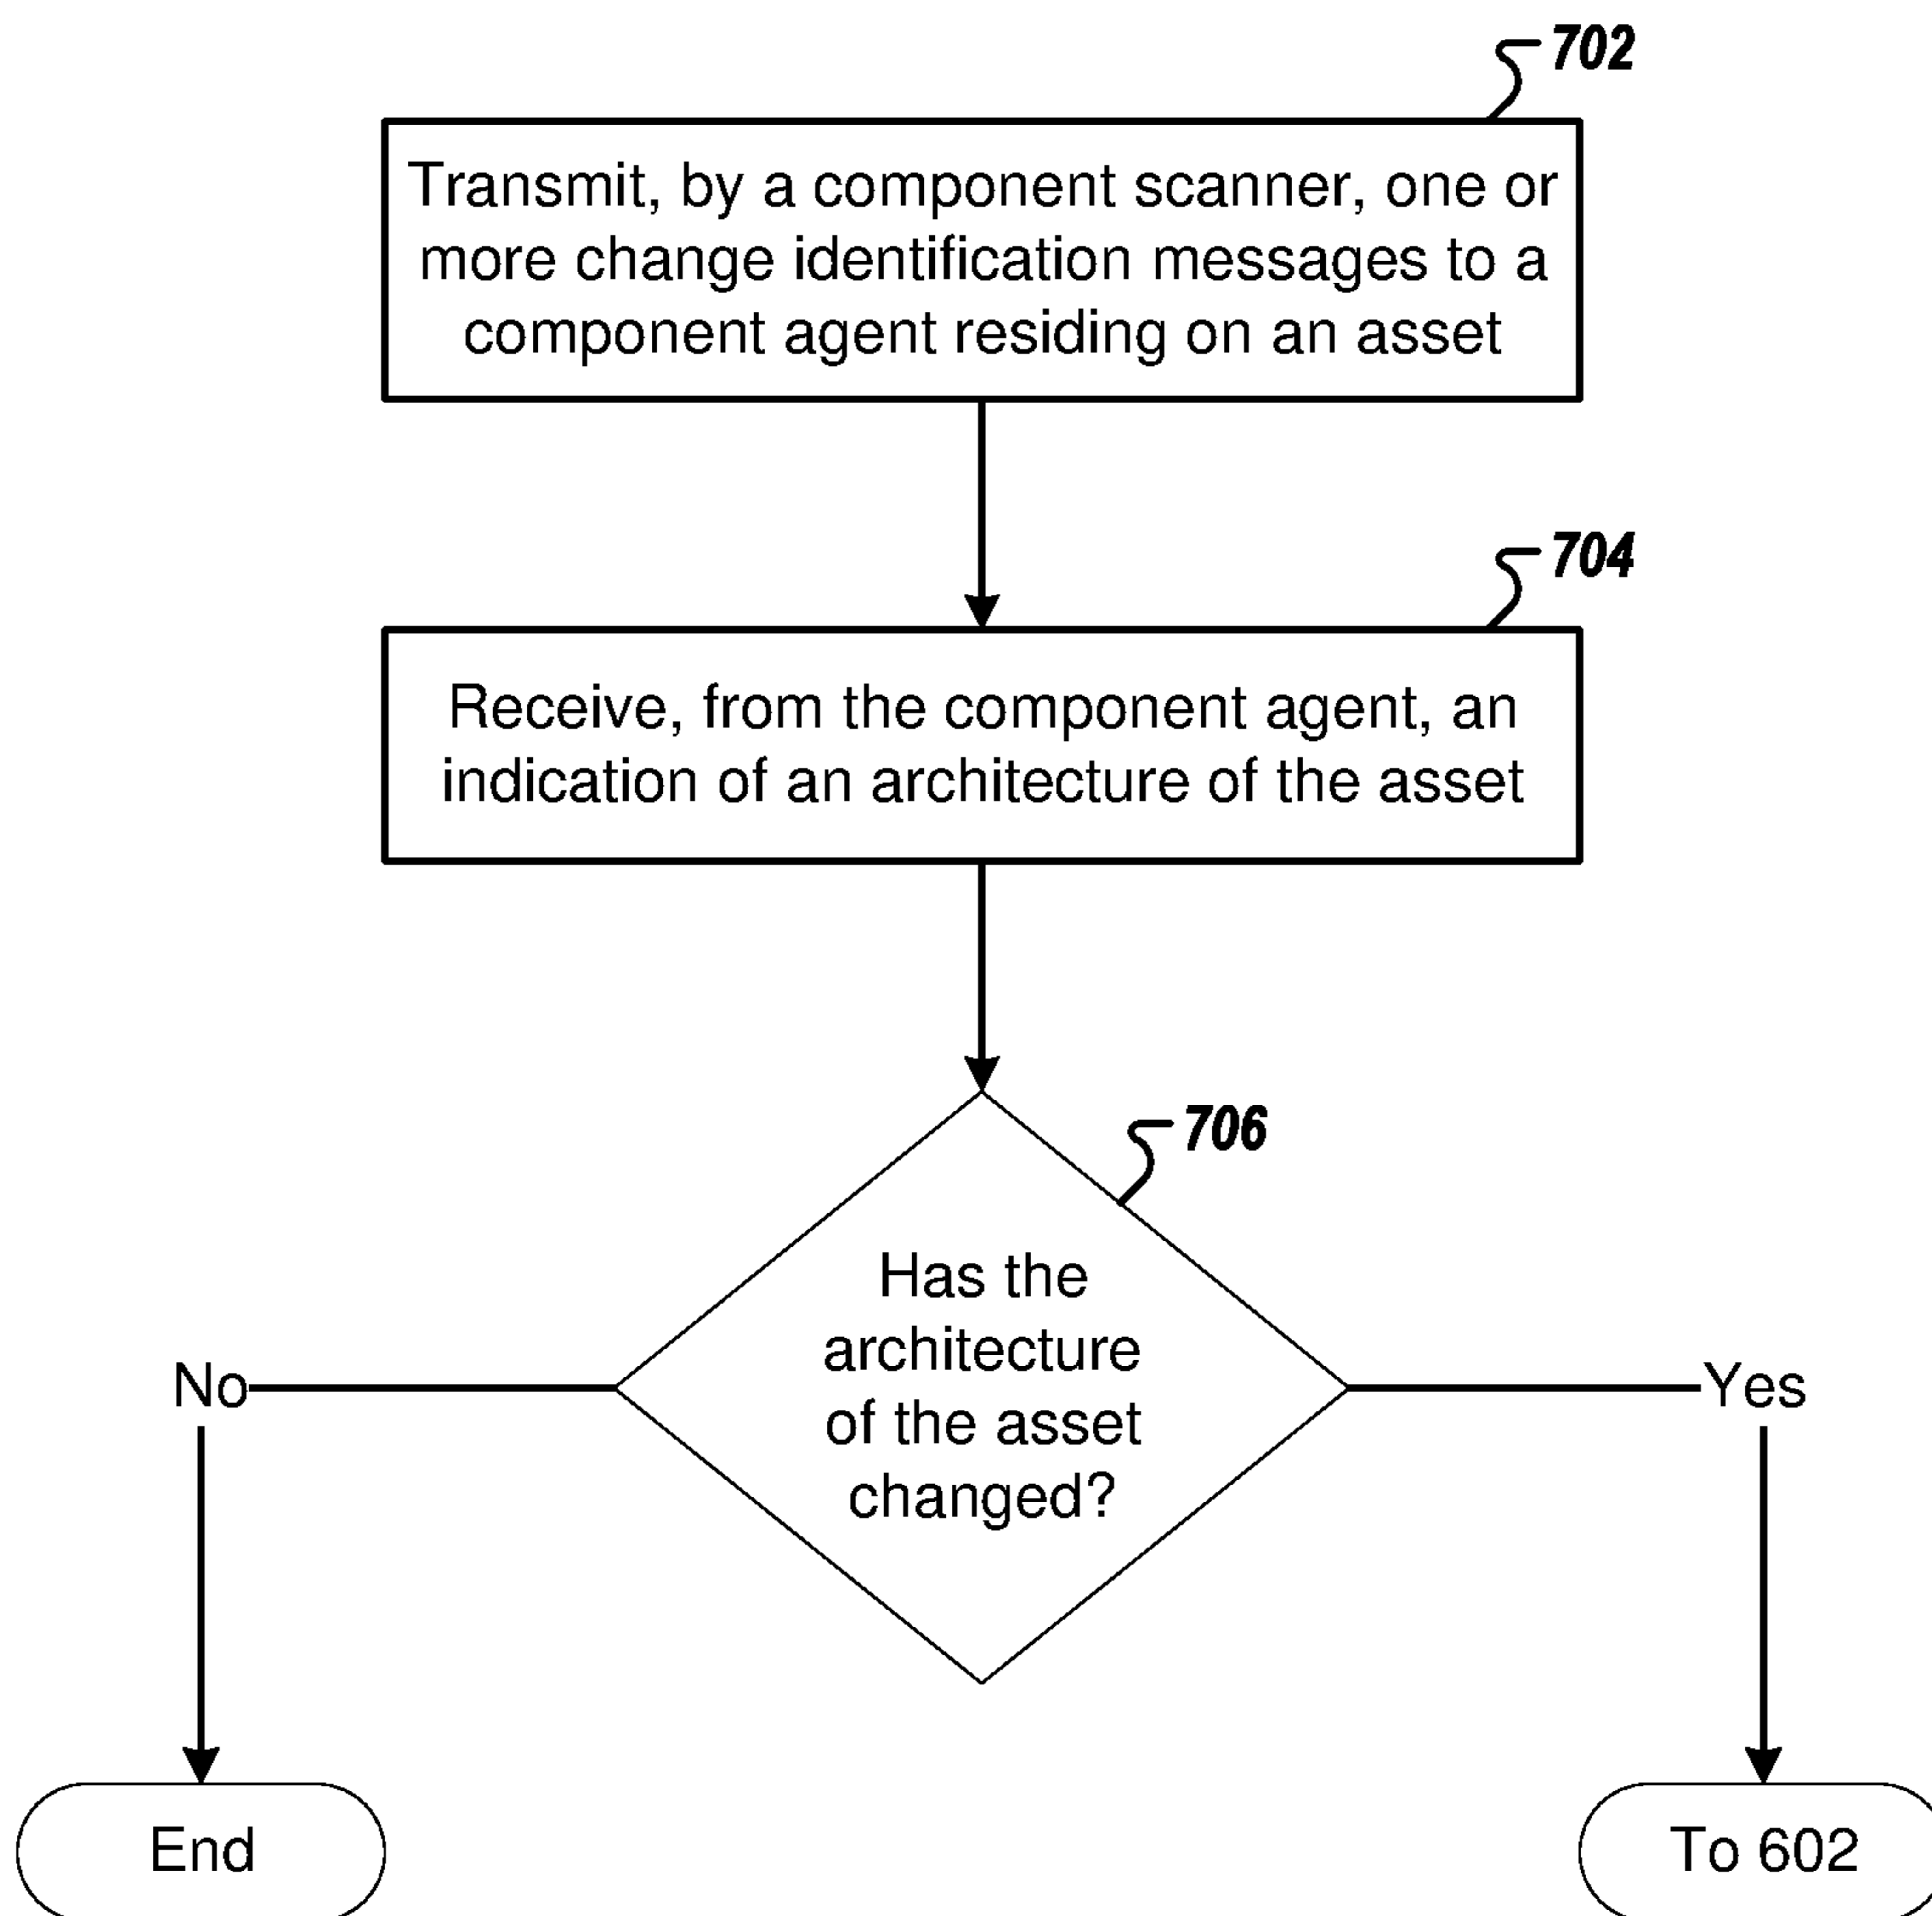 702
Transmit, by a component scanner, one or
more change identification messages to a
component agent residing on an asset
704
Receive, from the component agent, an
indication of an architecture of the asset
706
Has the
architecture
of the asset
changed?
No
Yes
End
To 602